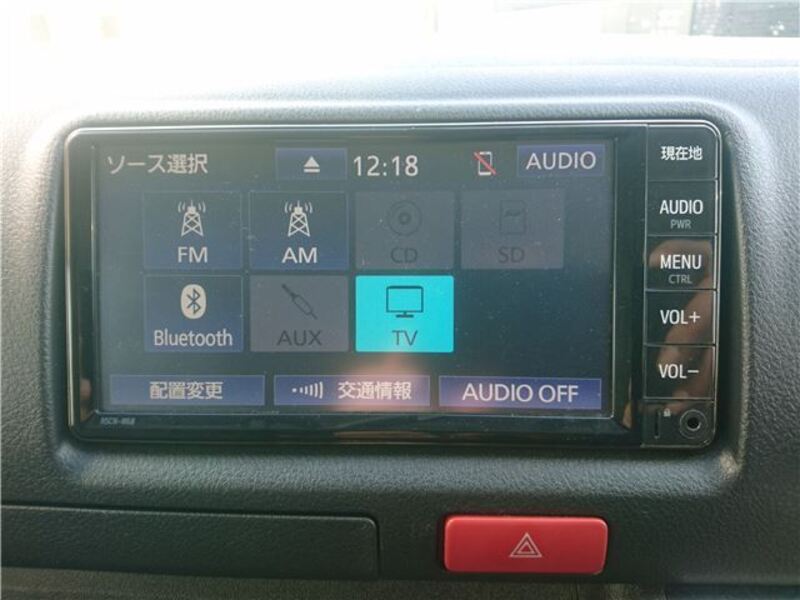 ソース選択
12:18
AUDIO
FM
AM
CD
SD
Bluetooth
AUX
TV
配置変更
交通情報
AUDIO OFF
現在地
AUDIO
PWR
MENU
CTRL
VOL+
VOL-